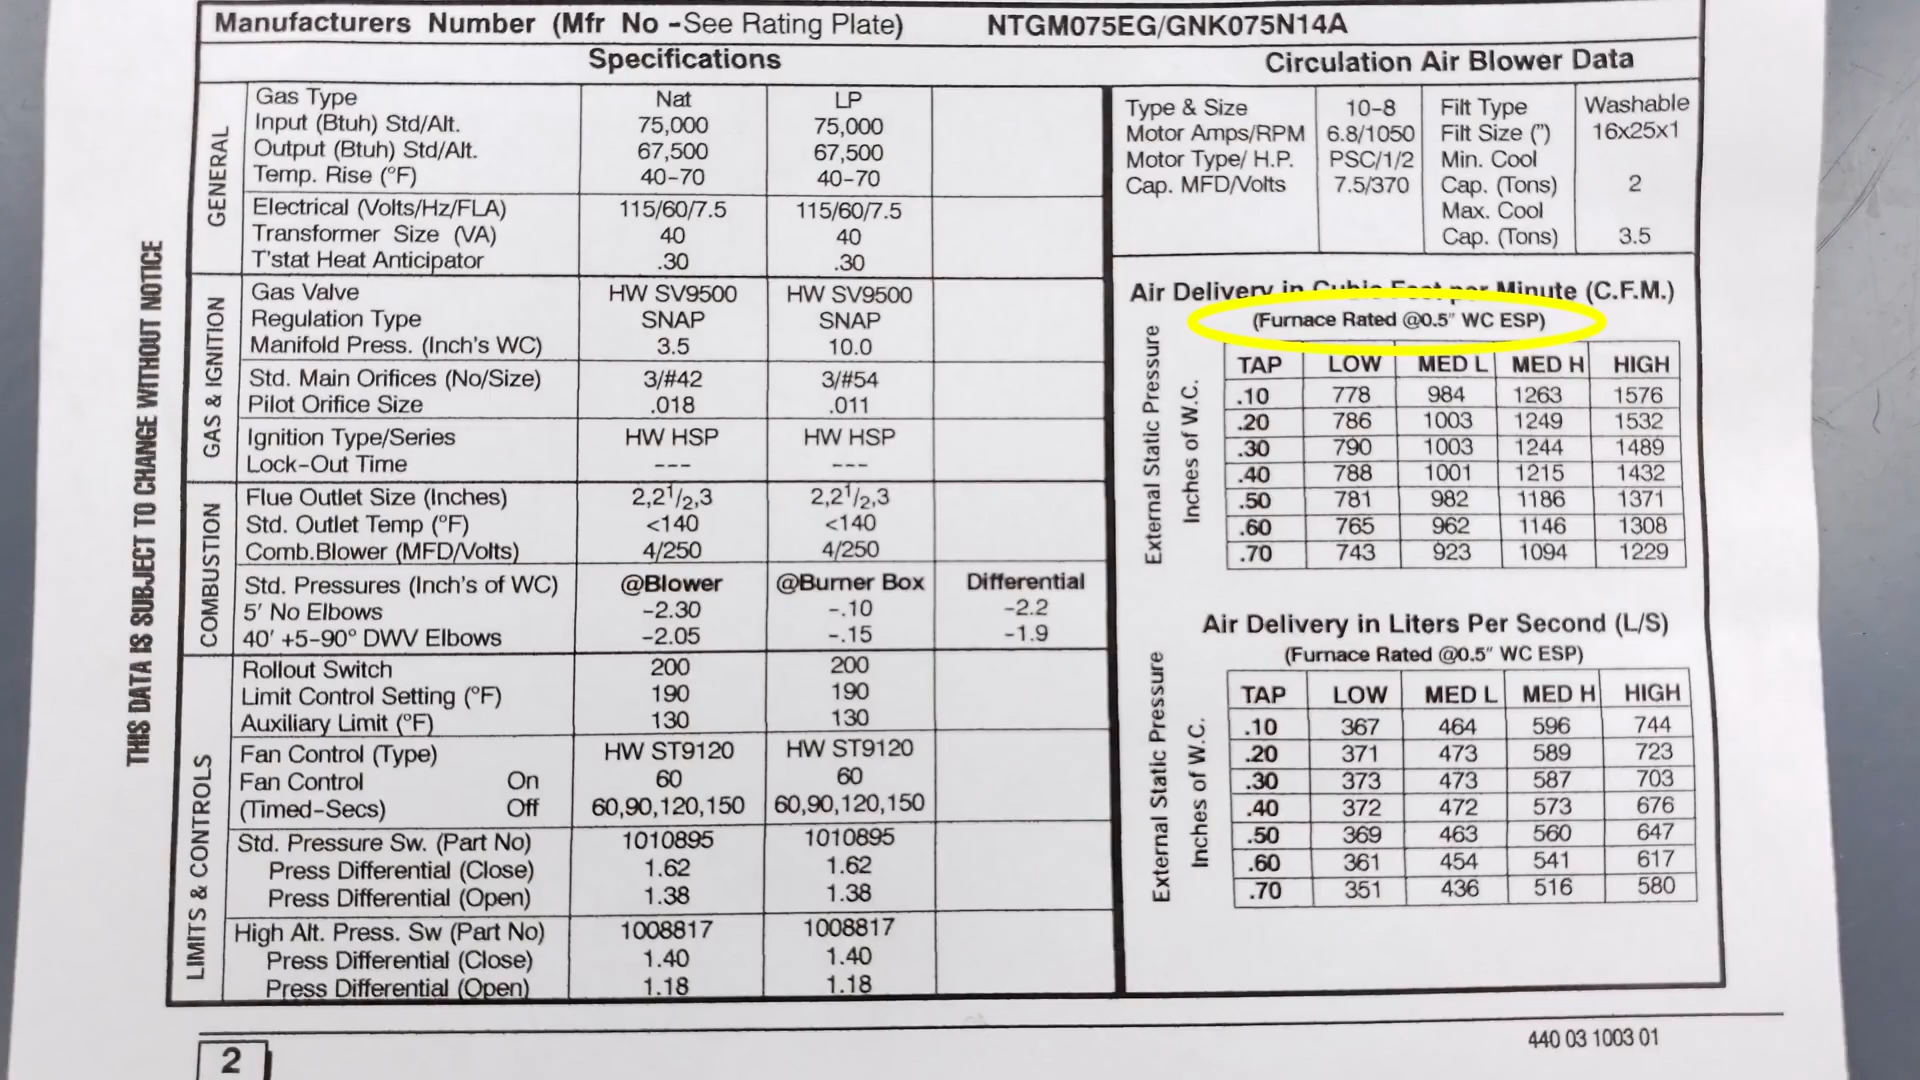 Manufacturers Number (Mfr No -See Rating Plate) NTGM075EG/GNK075N14A
Specifications
GENERAL
Gas Type Nat LP
Input (Btuh) Std/Alt. 75,000 75,000
Output (Btuh) Std/Alt. 67,500 67,500
Temp. Rise (°F) 40-70 40-70
Electrical (Volts/Hz/FLA) 115/60/7.5 115/60/7.5
Transformer Size (VA) 40 40
T'stat Heat Anticipator .30 .30
GAS & IGNITION
Gas Valve HW SV9500 HW SV9500
Regulation Type SNAP SNAP
Manifold Press. (Inch's WC) 3.5 10.0
Std. Main Orifices (No/Size) 3/#42 3/#54
Pilot Orifice Size .018 .011
Ignition Type/Series HW HSP HW HSP
Lock-Out Time --- ---
COMBUSTION
Flue Outlet Size (Inches) 2,2½,3 2,2½,3
Std. Outlet Temp (°F) <140 <140
Comb.Blower (MFD/Volts) 4/250 4/250
Std. Pressures (Inch's of WC) @Blower @Burner Box Differential
5' No Elbows -2.30 -.10 -2.2
40' +5-90° DWV Elbows -2.05 -.15 -1.9
LIMITS & CONTROLS
Rollout Switch 200 200
Limit Control Setting (°F) 190 190
Auxiliary Limit (°F) 130 130
Fan Control (Type) HW ST9120 HW ST9120
Fan Control On 60 60
(Timed-Secs) Off 60,90,120,150 60,90,120,150
Std. Pressure Sw. (Part No) 1010895 1010895
Press Differential (Close) 1.62 1.62
Press Differential (Open) 1.38 1.38
High Alt. Press. Sw (Part No) 1008817 1008817
Press Differential (Close) 1.40 1.40
Press Differential (Open) 1.18 1.18
THIS DATA IS SUBJECT TO CHANGE WITHOUT NOTICE
Circulation Air Blower Data
Type & Size 10-8 Filt Type Washable
Motor Amps/RPM 6.8/1050 Filt Size (") 16x25x1
Motor Type/ H.P. PSC/1/2 Min. Cool
Cap. MFD/Volts 7.5/370 Cap. (Tons) 2
Max. Cool
Cap. (Tons) 3.5
Air Delivery in Cubic Feet per Minute (C.F.M.)
(Furnace Rated @0.5" WC ESP)
External Static Pressure
Inches of W.C.
TAP LOW MED L MED H HIGH
.10 778 984 1263 1576
.20 786 1003 1249 1532
.30 790 1003 1244 1489
.40 788 1001 1215 1432
.50 781 982 1186 1371
.60 765 962 1146 1308
.70 743 923 1094 1229
Air Delivery in Liters Per Second (L/S)
(Furnace Rated @0.5" WC ESP)
External Static Pressure
Inches of W.C.
TAP LOW MED L MED H HIGH
.10 367 464 596 744
.20 371 473 589 723
.30 373 473 587 703
.40 372 472 573 676
.50 369 463 560 647
.60 361 454 541 617
.70 351 436 516 580
2
440 03 1003 01